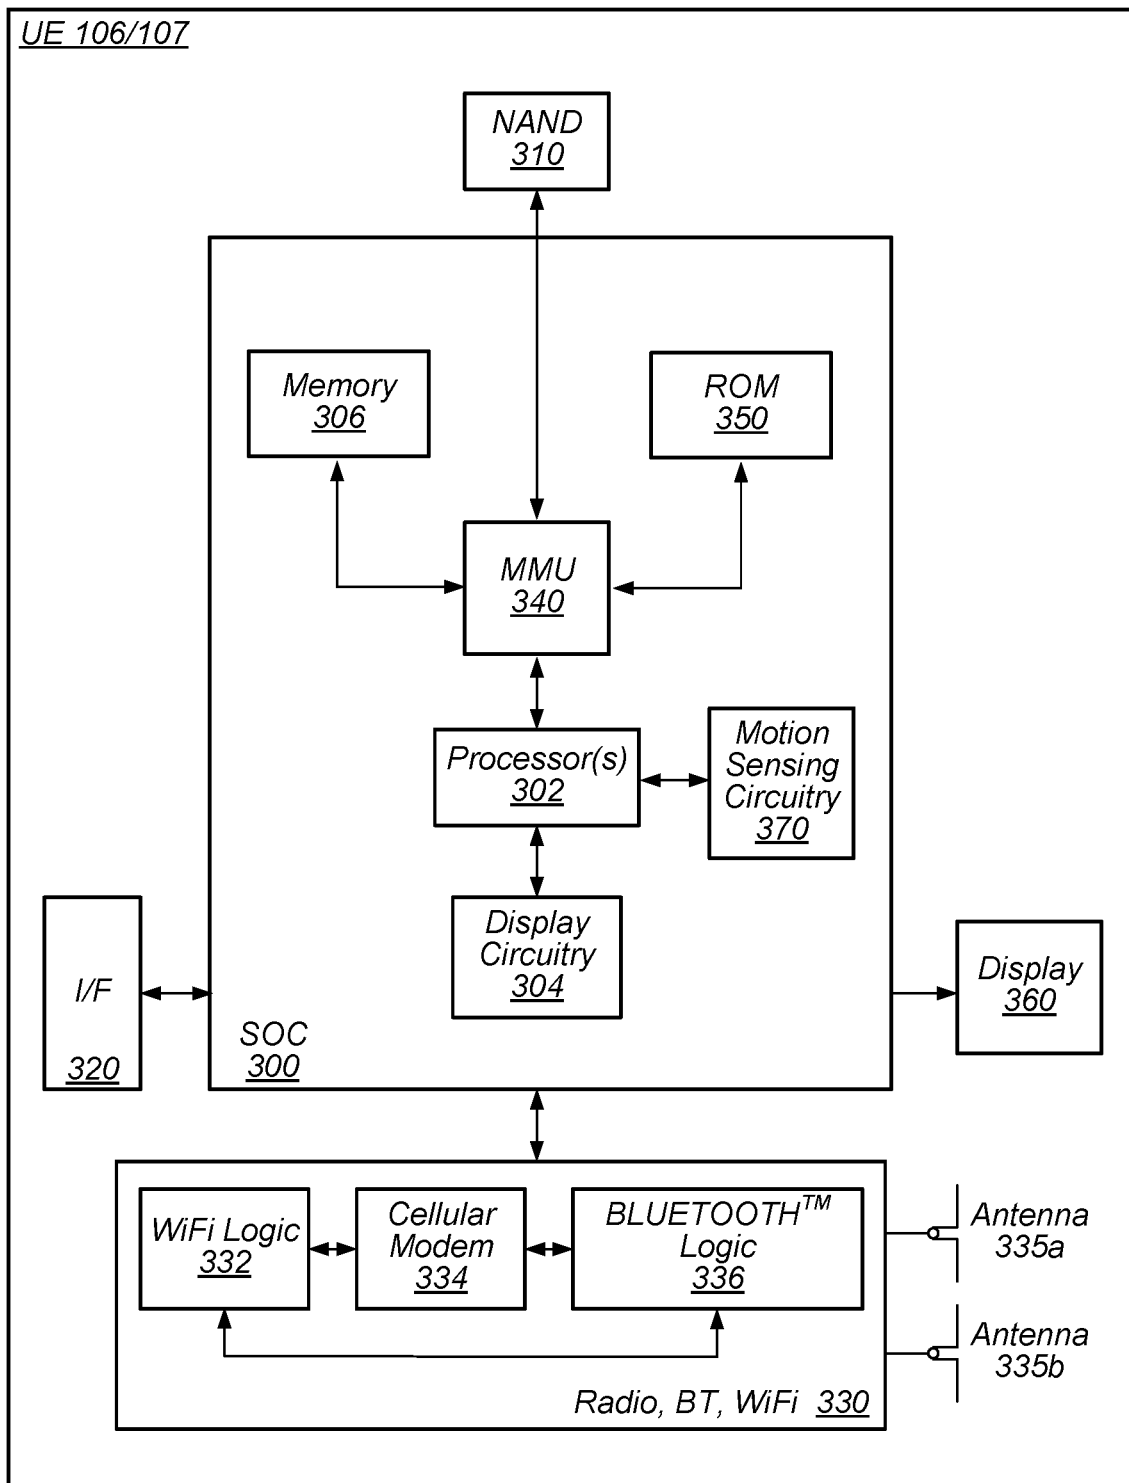 UE 106/107
NAND
310
Memory
306
ROM
350
MMU
340
Processor(s)
302
Motion
Sensing
Circuitry
370
Display
Circuitry
304
I/F
320
SOC
300
Display
360
WiFi Logic
332
Cellular
Modem
334
BLUETOOTH™
Logic
336
Antenna
335a
Antenna
335b
Radio, BT, WiFi 330